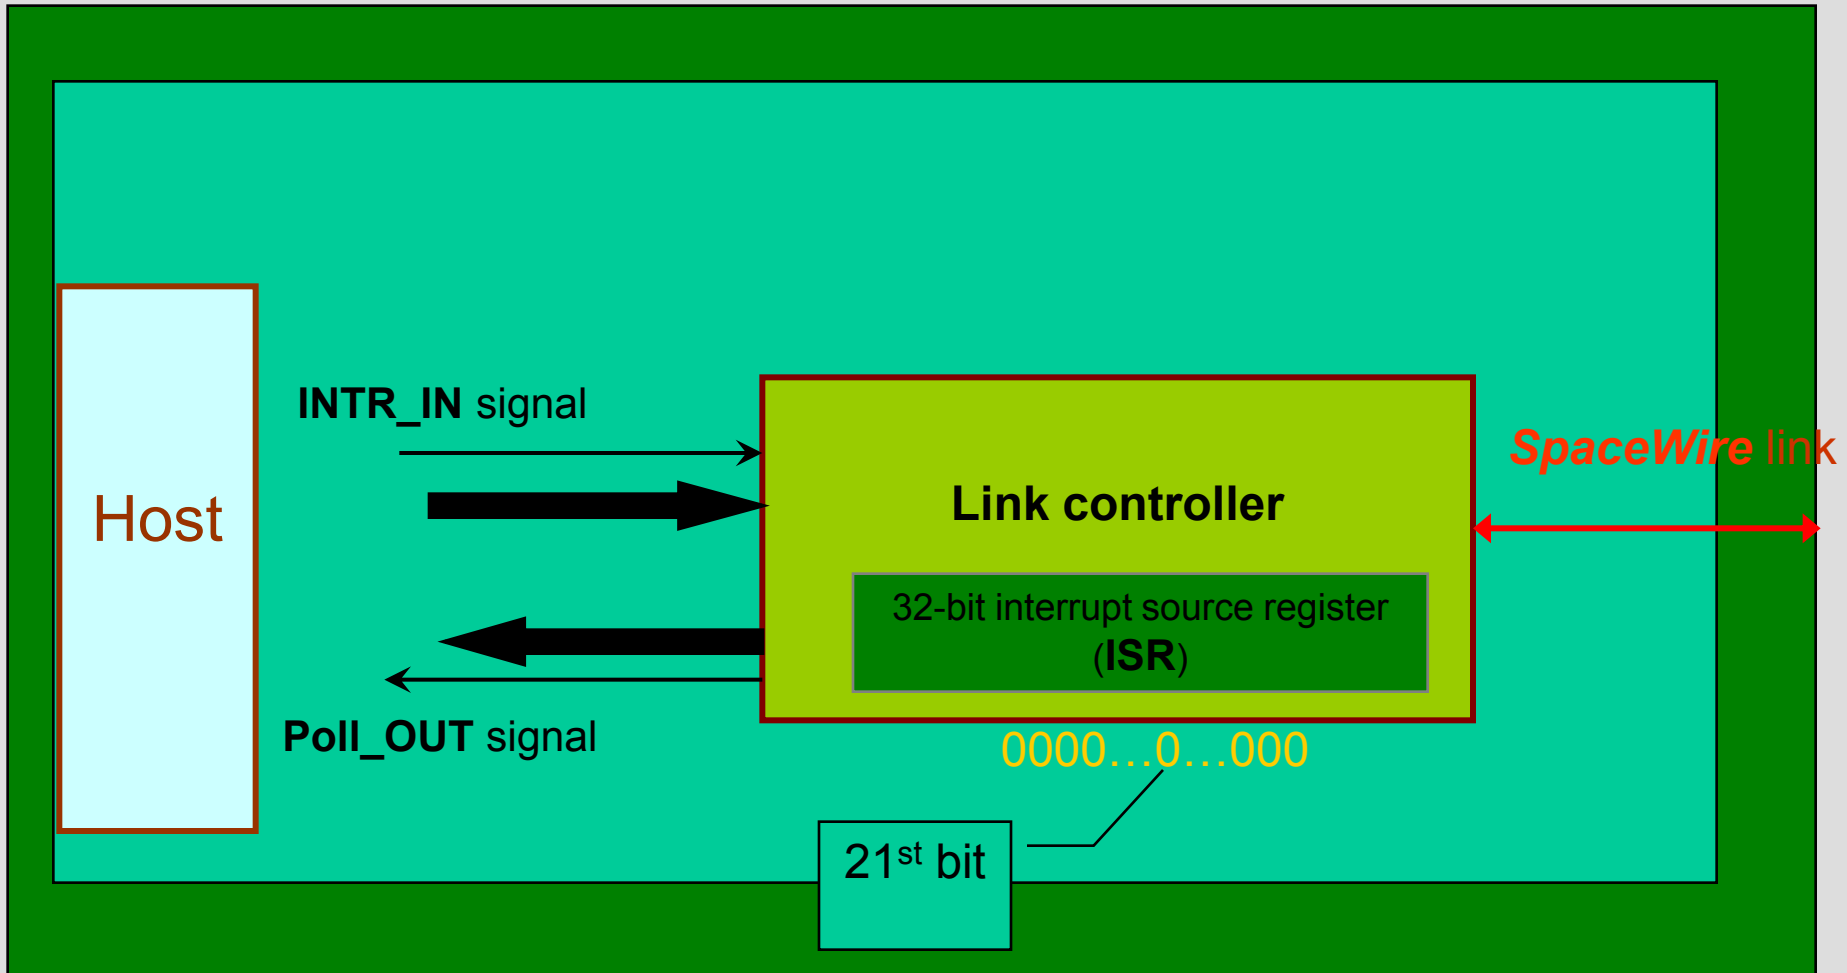 INTR_IN signal
SpaceWire link
Host
Link controller
32-bit interrupt source register
(ISR)
Poll_OUT signal
0000…0…000
21st bit